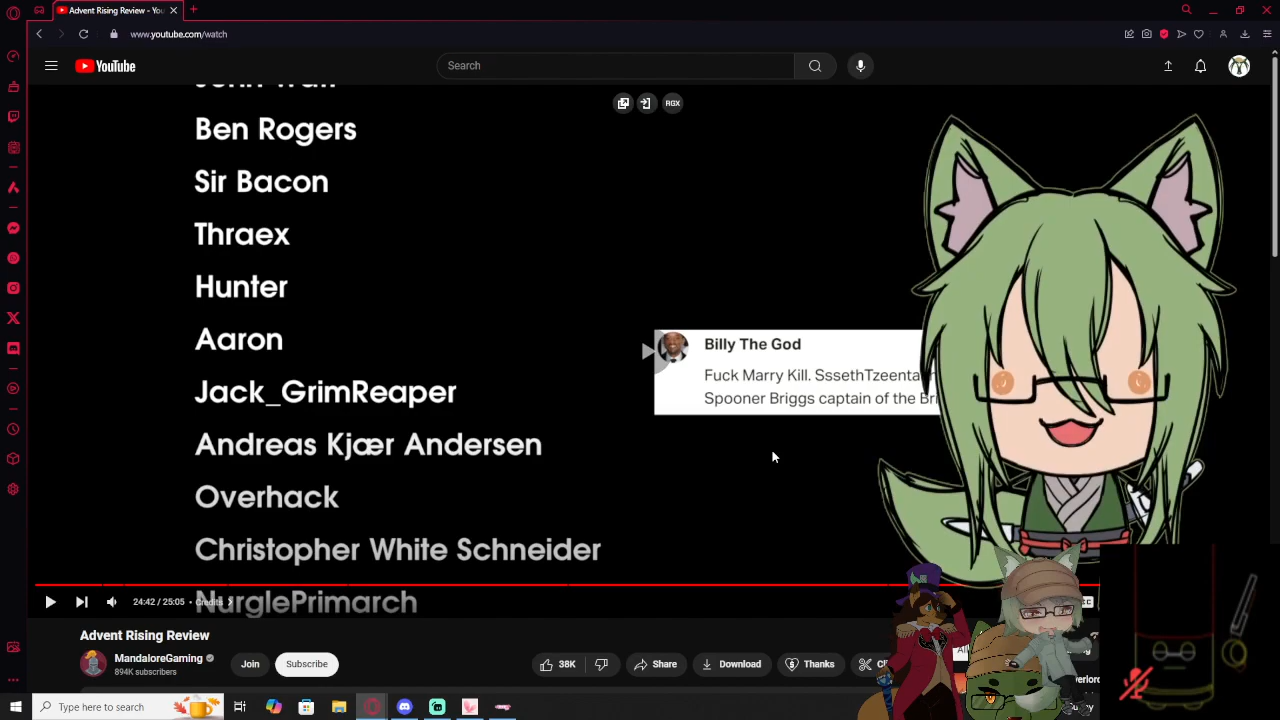 Advent Rising Review - You
www.youtube.com/watch
YouTube
Search
RGX
Ben Rogers
Sir Bacon
Thraex
Hunter
Aaron
Jack_GrimReaper
Andreas Kjær Andersen
Overhack
Christopher White Schneider
NurglePrimarch
Billy The God
Fuck Marry Kill. SssethTzeenta
Spooner Briggs captain of the Br
24:42 / 25:05 • Credits
Advent Rising Review
MandaloreGaming
894K subscribers
Join
Subscribe
38K
Share
Download
Thanks
Type here to search